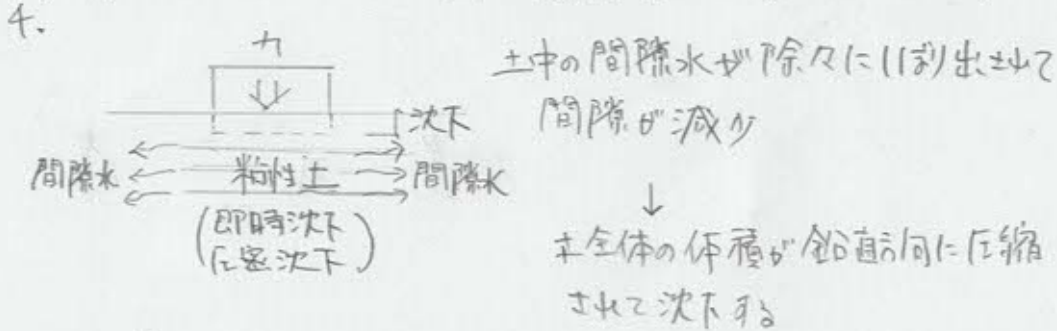 4.
力
沈下
間隙水 粘性土 間隙水
(即時沈下
圧密沈下)
土中の間隙水が除々にしぼり出されて
間隙が減少
↓
土全体の体積が鉛直方向に圧縮
されて沈下する